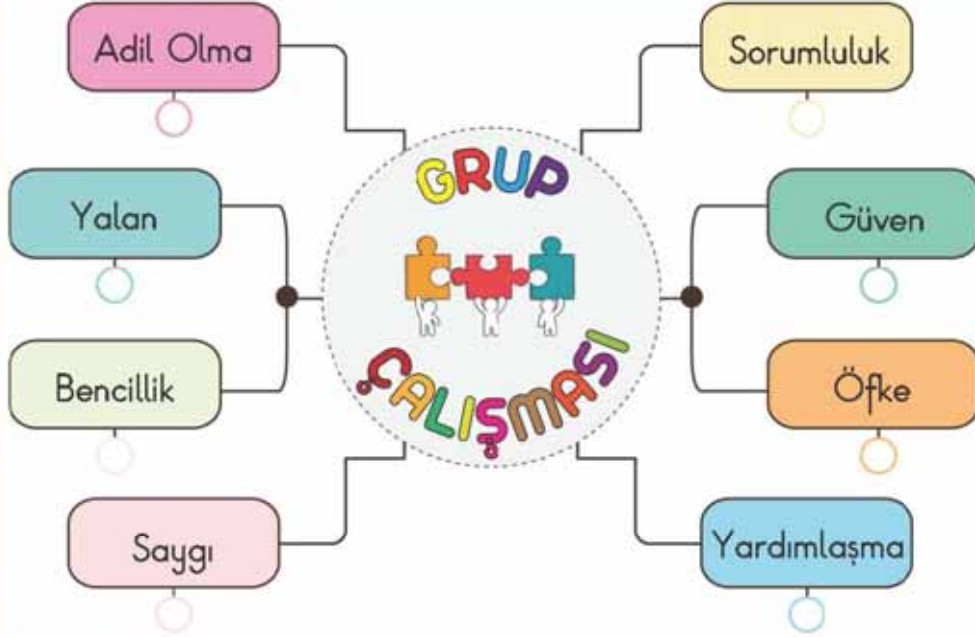 Adil Olma
Sorumluluk
GRUP
Yalan
Güven
Bencillik
Öfke
ÇALIŞMASI
Saygı
Yardımlaşma